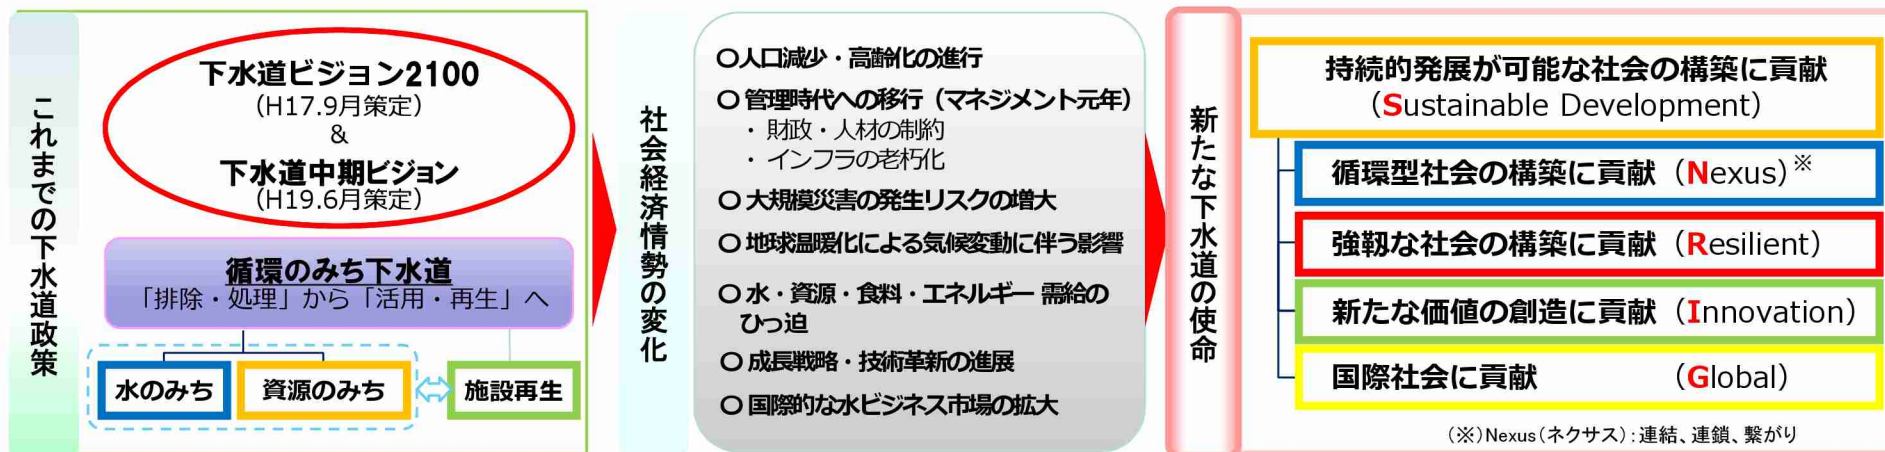 これまでの下水道政策
下水道ビジョン2100
(H17.9月策定)
&
下水道中期ビジョン
(H19.6月策定)
循環のみち下水道
「排除・処理」から「活用・再生」へ
水のみち
資源のみち
施設再生
社会経済情勢の変化
○人口減少・高齢化の進行
○ 管理時代への移行（マネジメント元年）
・ 財政・人材の制約
・ インフラの老朽化
○ 大規模災害の発生リスクの増大
○ 地球温暖化による気候変動に伴う影響
○ 水・資源・食料・エネルギー 需給の
ひっ迫
○ 成長戦略・技術革新の進展
○ 国際的な水ビジネス市場の拡大
新たな下水道の使命
持続的発展が可能な社会の構築に貢献
（Sustainable Development）
循環型社会の構築に貢献（Nexus）※
強靱な社会の構築に貢献（Resilient）
新たな価値の創造に貢献（Innovation）
国際社会に貢献 （Global）
(※)Nexus(ネクサス):連結、連鎖、繋がり